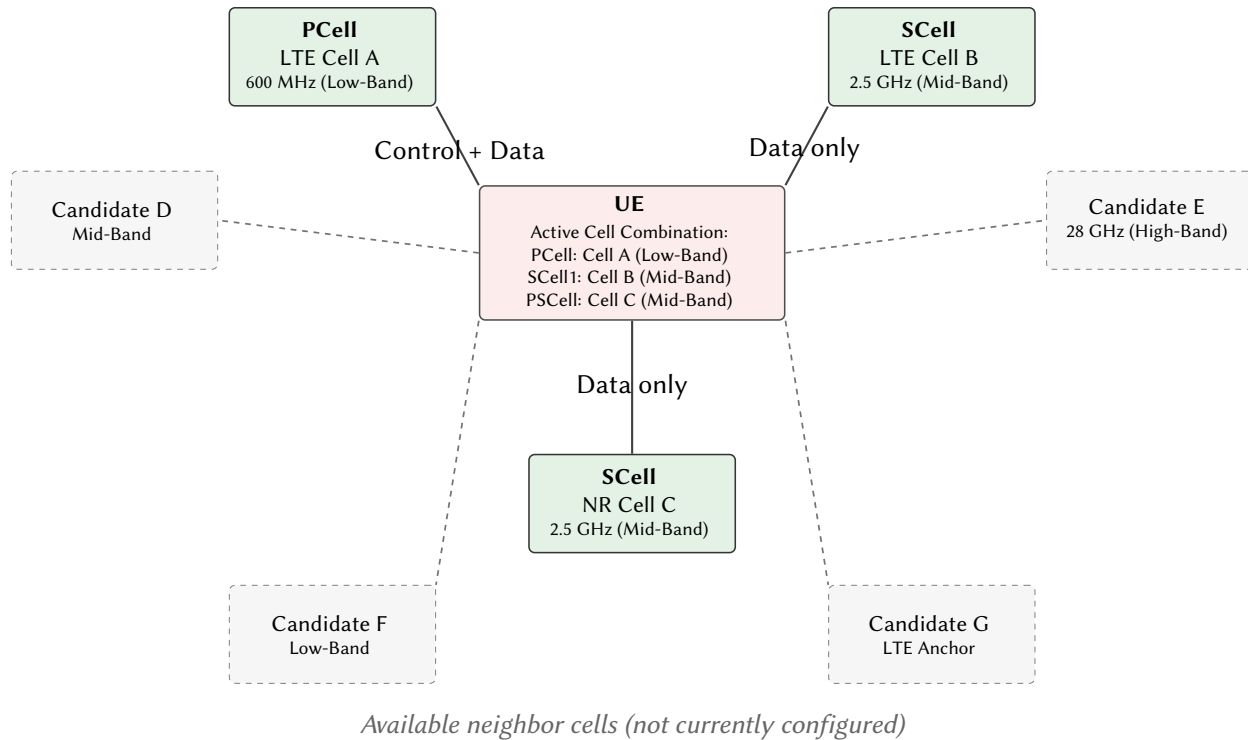 PCell
LTE Cell A
600 MHz (Low-Band)
SCell
LTE Cell B
2.5 GHz (Mid-Band)
Control + Data
Data only
Candidate D
Mid-Band
UE
Active Cell Combination:
PCell: Cell A (Low-Band)
SCell1: Cell B (Mid-Band)
PSCell: Cell C (Mid-Band)
Candidate E
28 GHz (High-Band)
Data only
SCell
NR Cell C
2.5 GHz (Mid-Band)
Candidate F
Low-Band
Candidate G
LTE Anchor
Available neighbor cells (not currently configured)